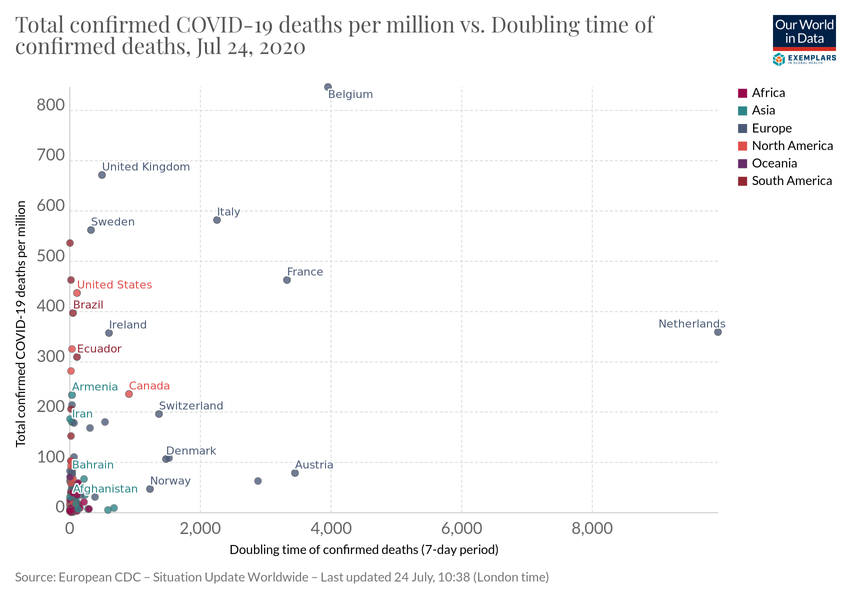 Total confirmed COVID-19 deaths per million vs. Doubling time of
confirmed deaths, Jul 24, 2020
Our World
in Data
EXEMPLARS
IN GLOBAL HEALTH
Africa
Asia
Europe
North America
Oceania
South America
Total confirmed COVID-19 deaths per million
800
700
600
500
400
300
200
100
0
Belgium
United Kingdom
Italy
Sweden
France
United States
Brazil
Ireland
Netherlands
Ecuador
Armenia
Canada
Switzerland
Iran
Denmark
Bahrain
Austria
Norway
Afghanistan
0
2,000
4,000
6,000
8,000
Doubling time of confirmed deaths (7-day period)
Source: European CDC – Situation Update Worldwide – Last updated 24 July, 10:38 (London time)